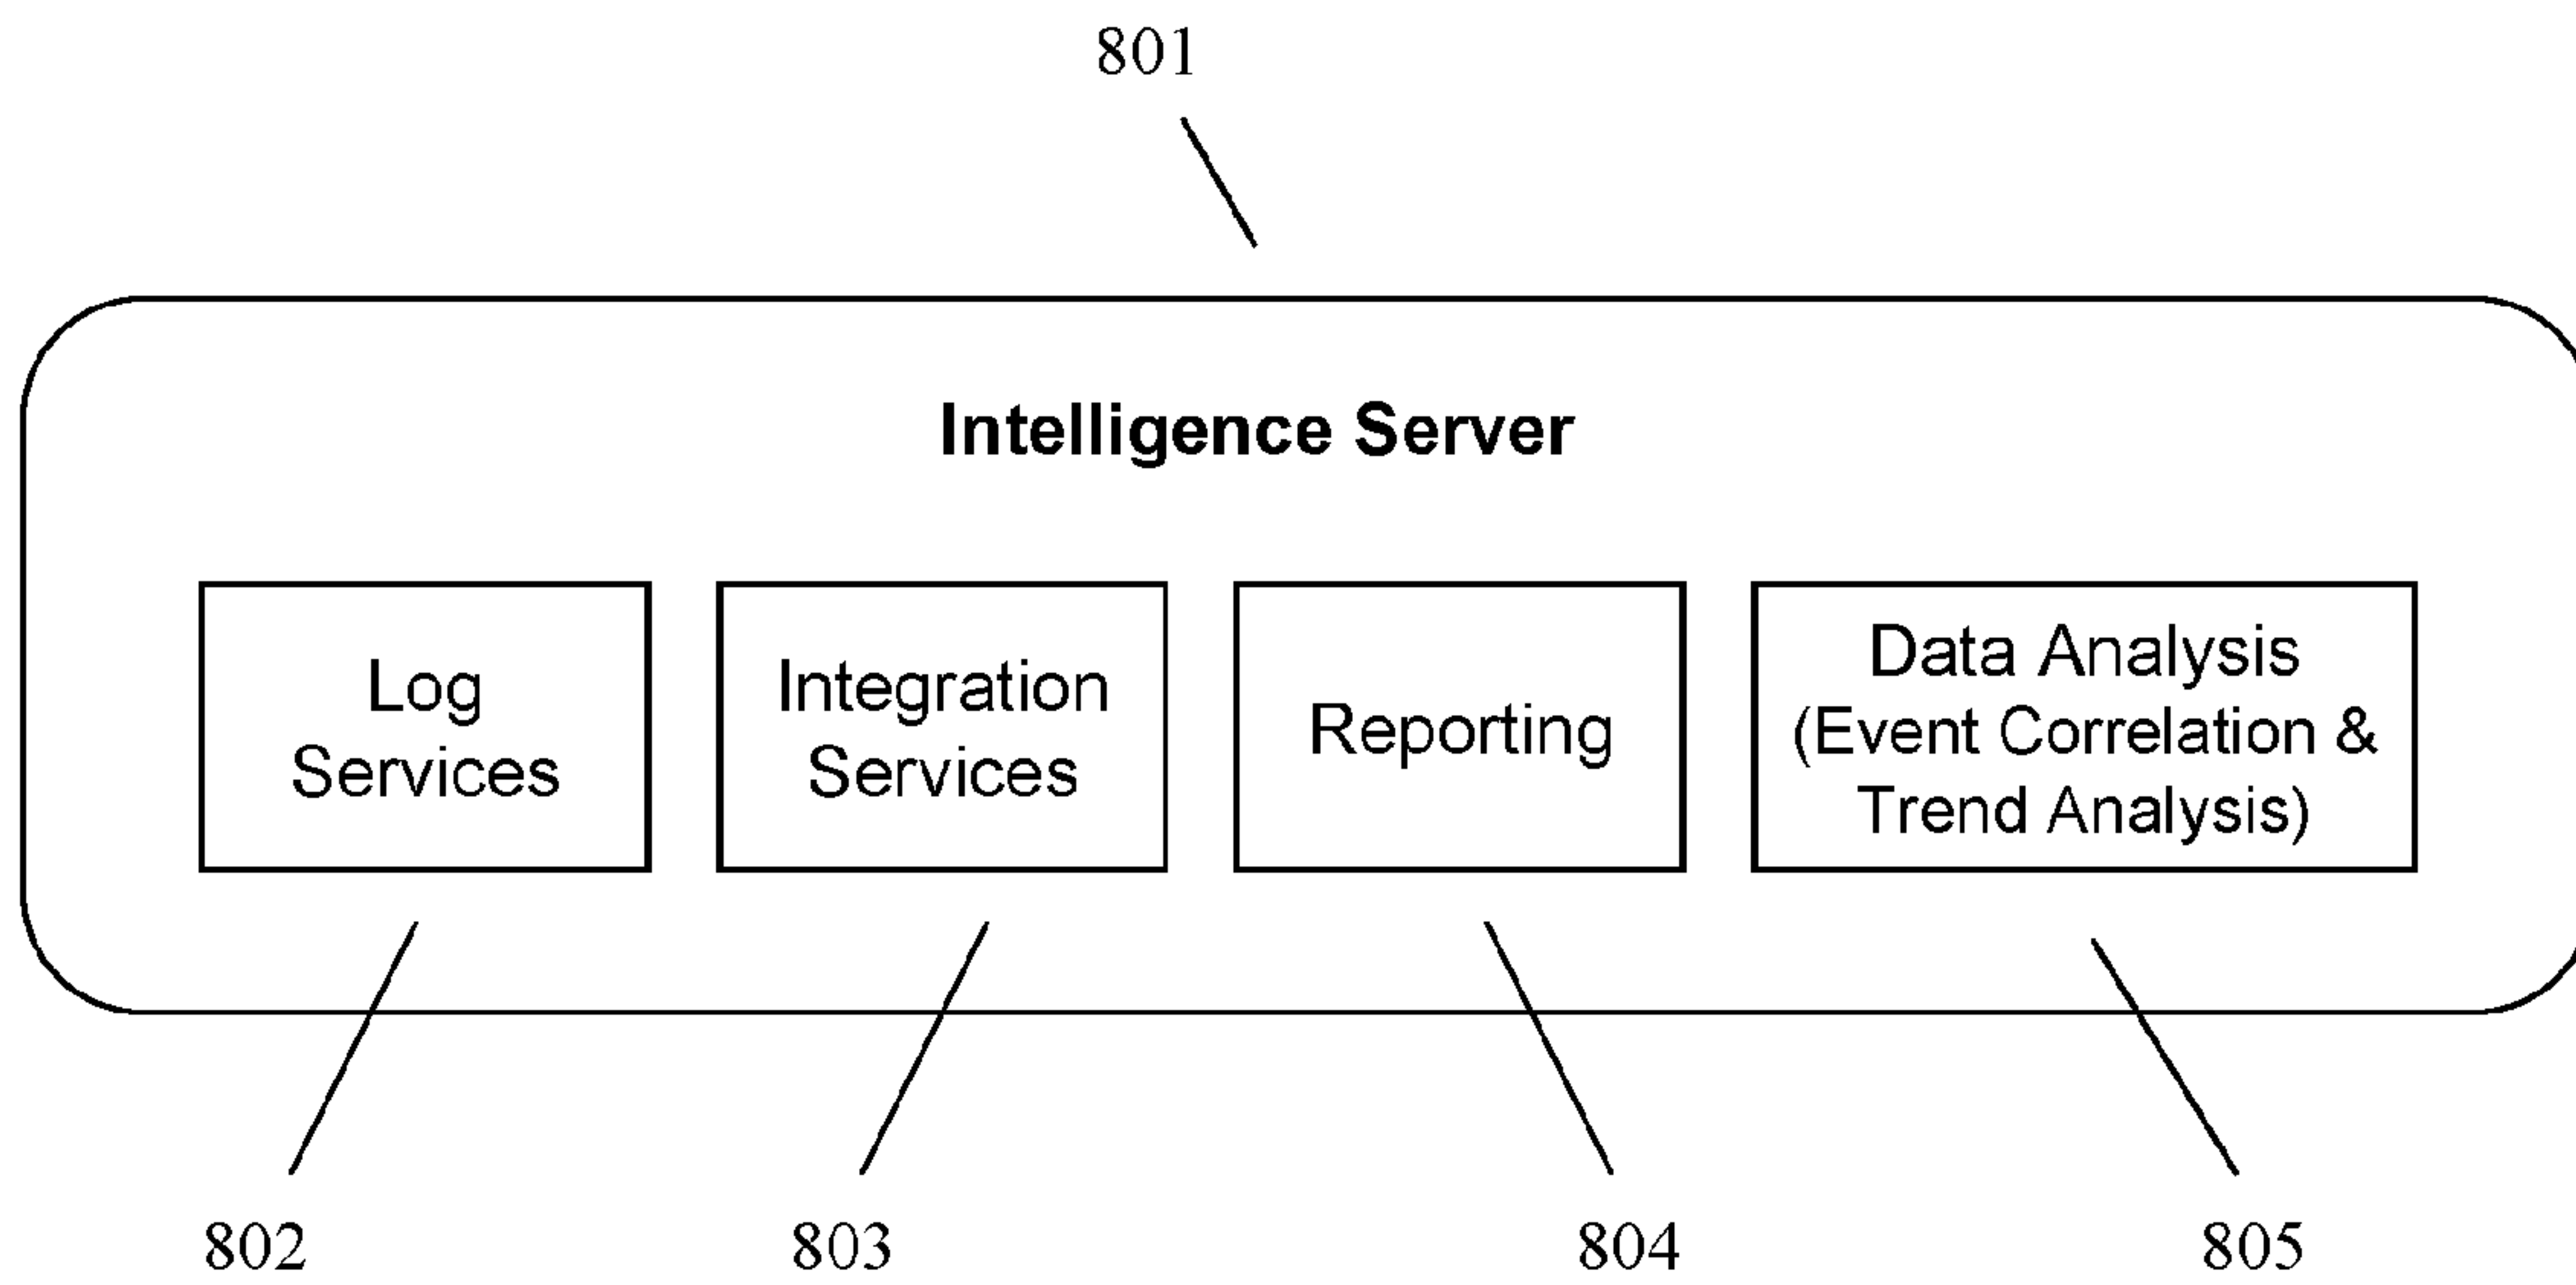 801
Intelligence Server
Log
Services
Integration
Services
Reporting
Data Analysis
(Event Correlation &
Trend Analysis)
802
803
804
805